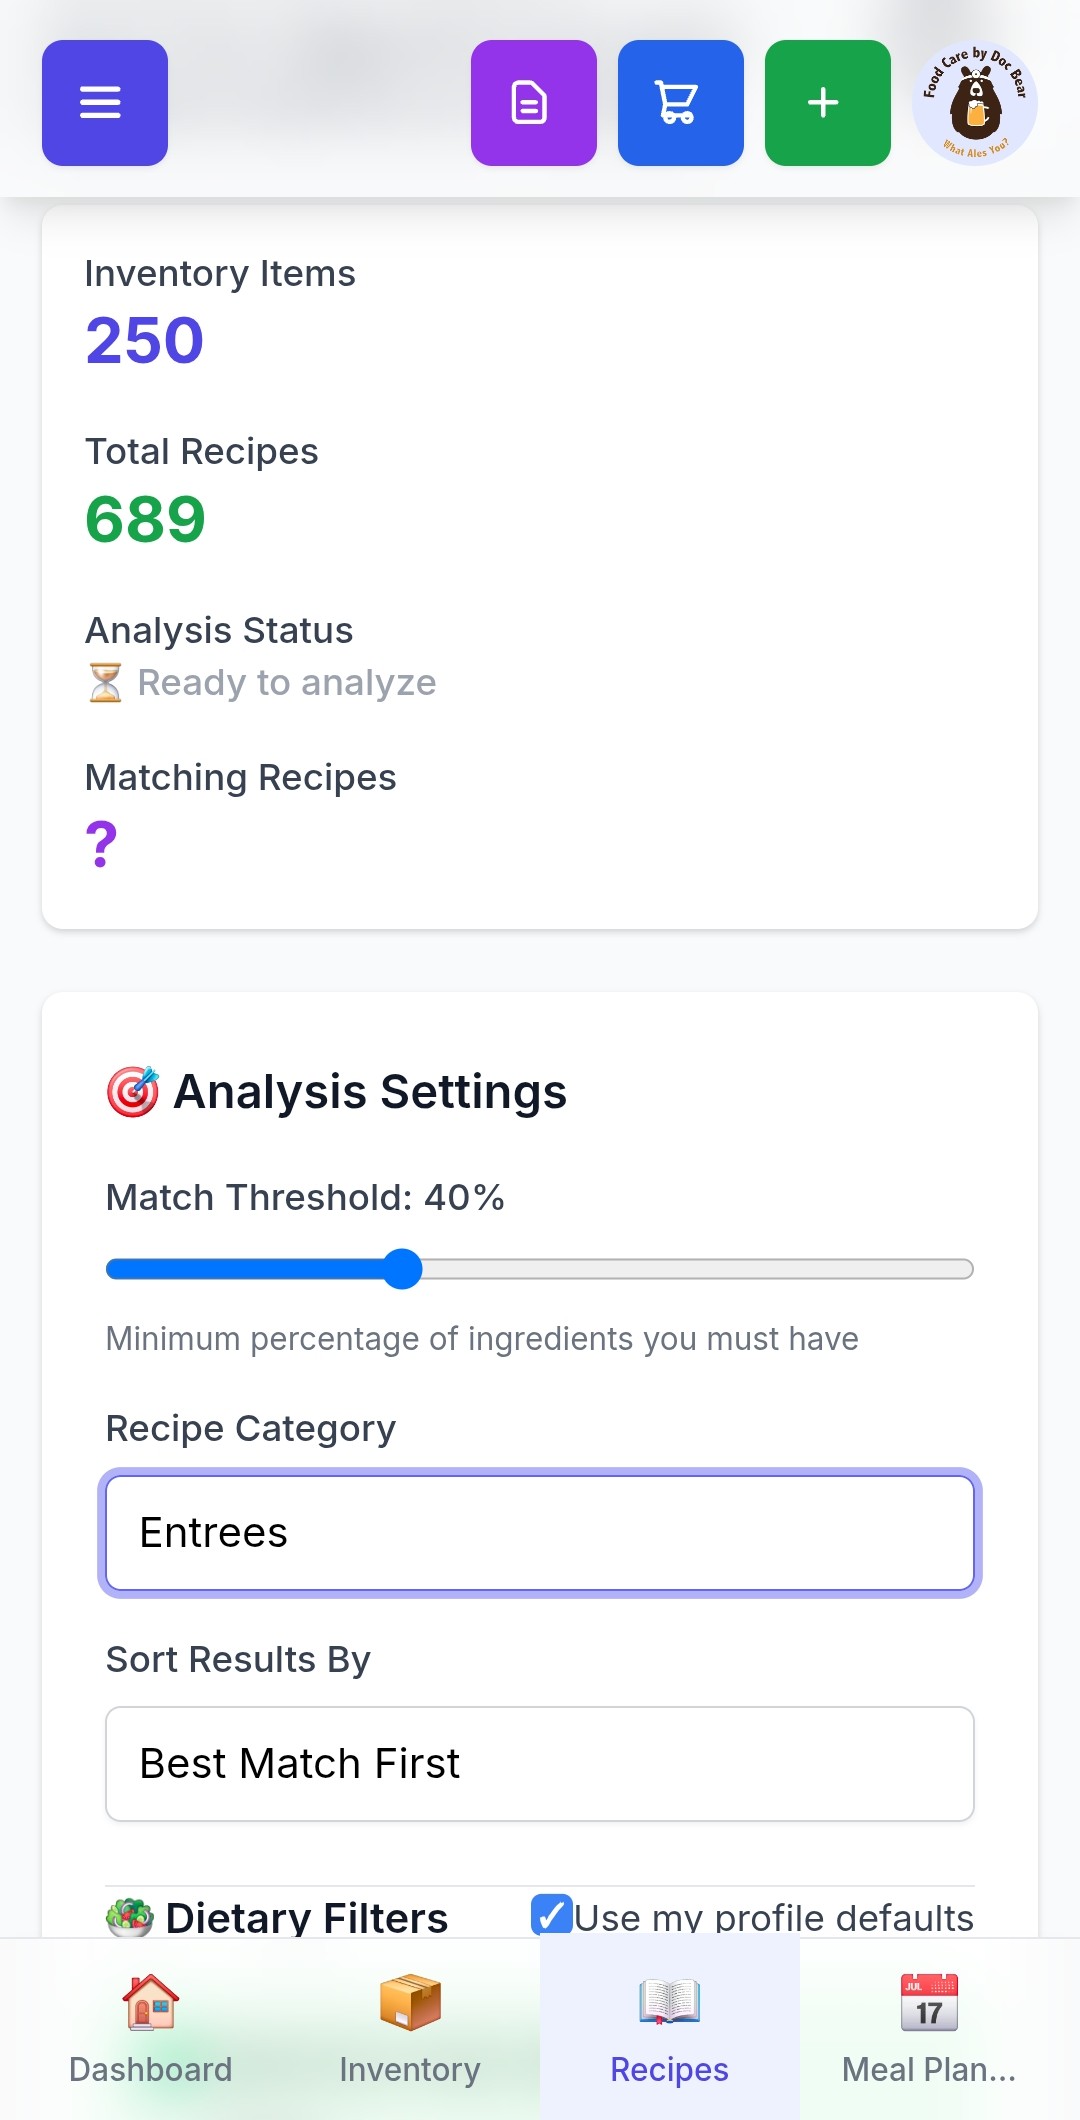 Food Care by Doc Bear
What Ales You?
Inventory Items
250
Total Recipes
689
Analysis Status
⏳ Ready to analyze
Matching Recipes
?
🎯 Analysis Settings
Match Threshold: 40%
Minimum percentage of ingredients you must have
Recipe Category
Entrees
Sort Results By
Best Match First
🥗 Dietary Filters
Use my profile defaults
JUL
17
Dashboard
Inventory
Recipes
Meal Plan...